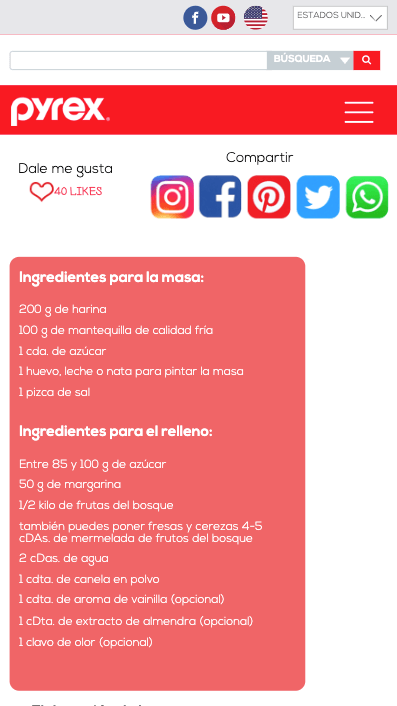 ESTADOS UNID...
BÚSQUEDA
pyrex®
Compartir
Dale me gusta
40 LIKES
Ingredientes para la masa:
200 g de harina
100 g de mantequilla de calidad fría
1 cda. de azúcar
1 huevo, leche o nata para pintar la masa
1 pizca de sal
Ingredientes para el relleno:
Entre 85 y 100 g de azúcar
50 g de margarina
1/2 kilo de frutas del bosque
también puedes poner fresas y cerezas 4-5
cDAs. de mermelada de frutos del bosque
2 cDas. de agua
1 cdta. de canela en polvo
1 cdta. de aroma de vainilla (opcional)
1 cDta. de extracto de almendra (opcional)
1 clavo de olor (opcional)